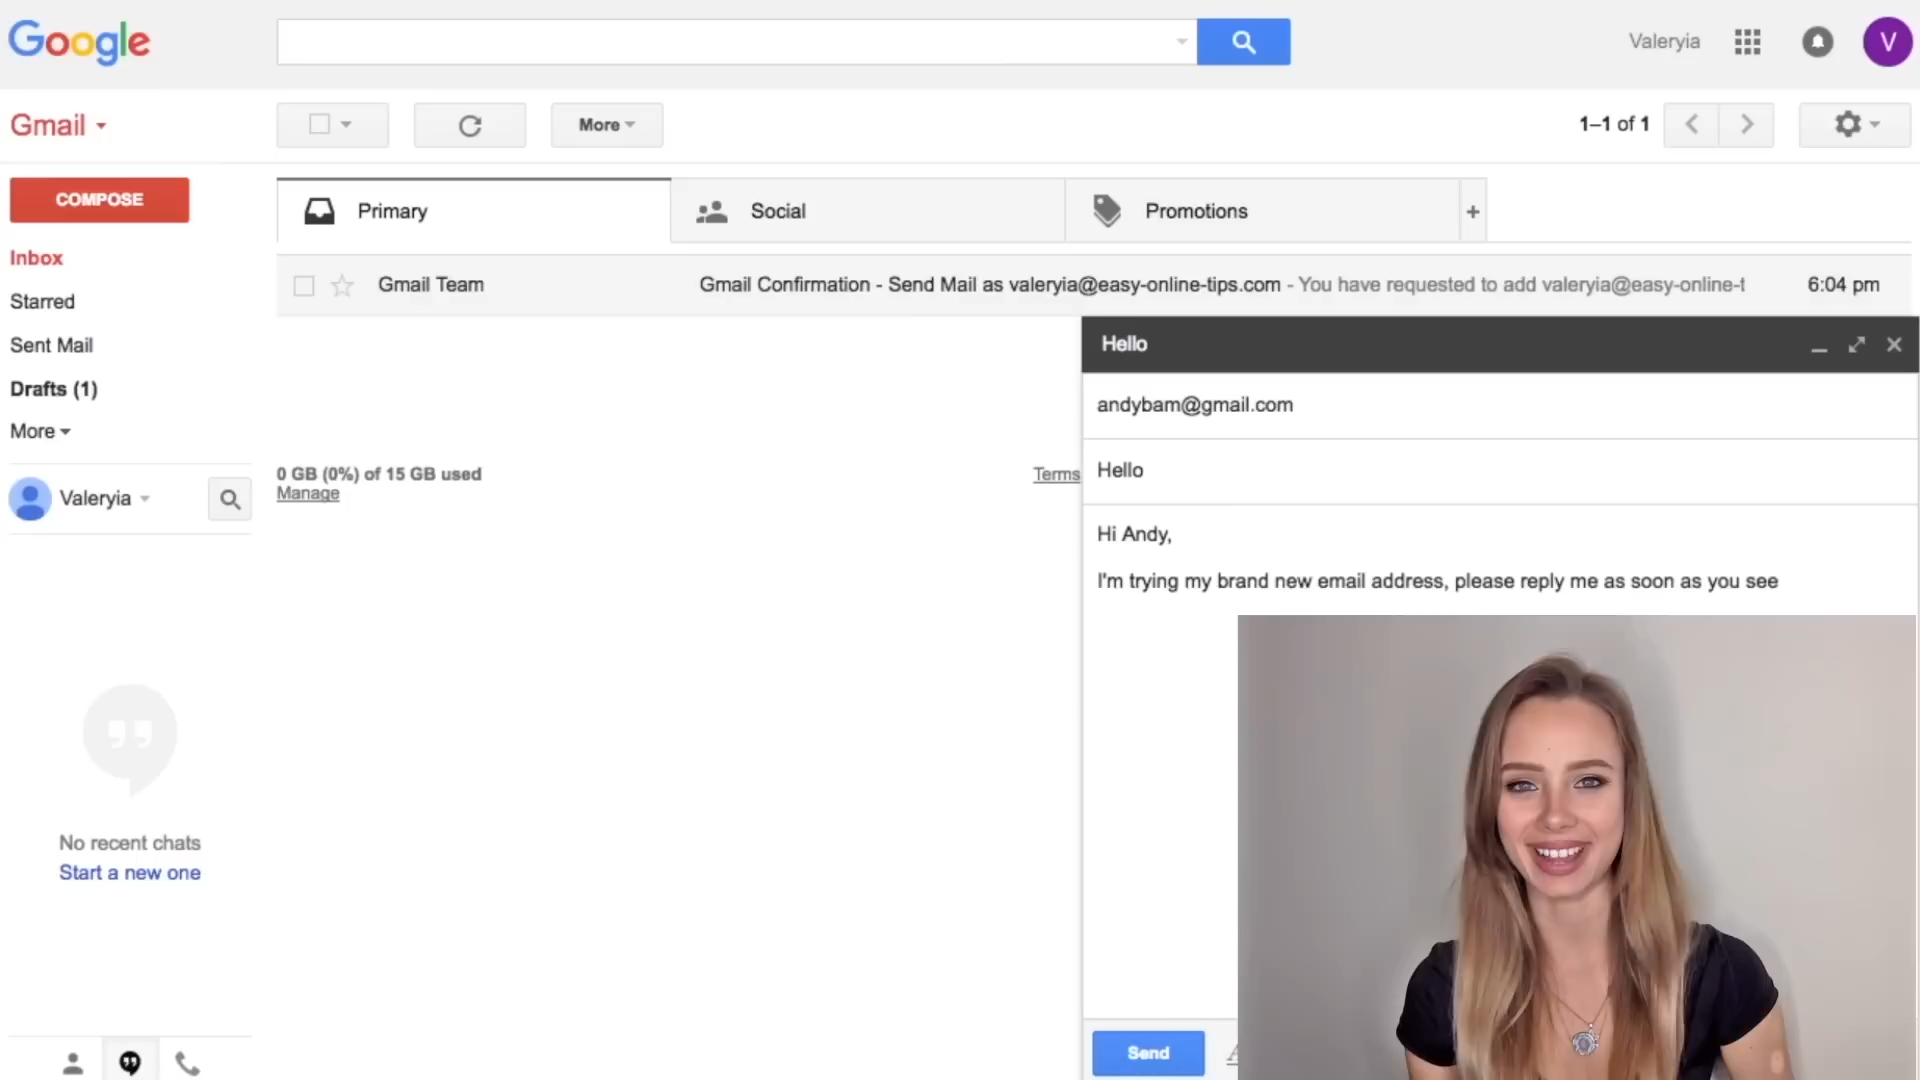 Google
Valeryia
V
Gmail
More
1–1 of 1
COMPOSE
Primary
Social
Promotions
+
Inbox
Starred
Sent Mail
Drafts (1)
More
Gmail Team
Gmail Confirmation - Send Mail as valeryia@easy-online-tips.com - You have requested to add valeryia@easy-online-t
6:04 pm
Valeryia
0 GB (0%) of 15 GB used
Manage
Terms
Hello
andybam@gmail.com
Hello
Hi Andy,
I'm trying my brand new email address, please reply me as soon as you see
No recent chats
Start a new one
Send